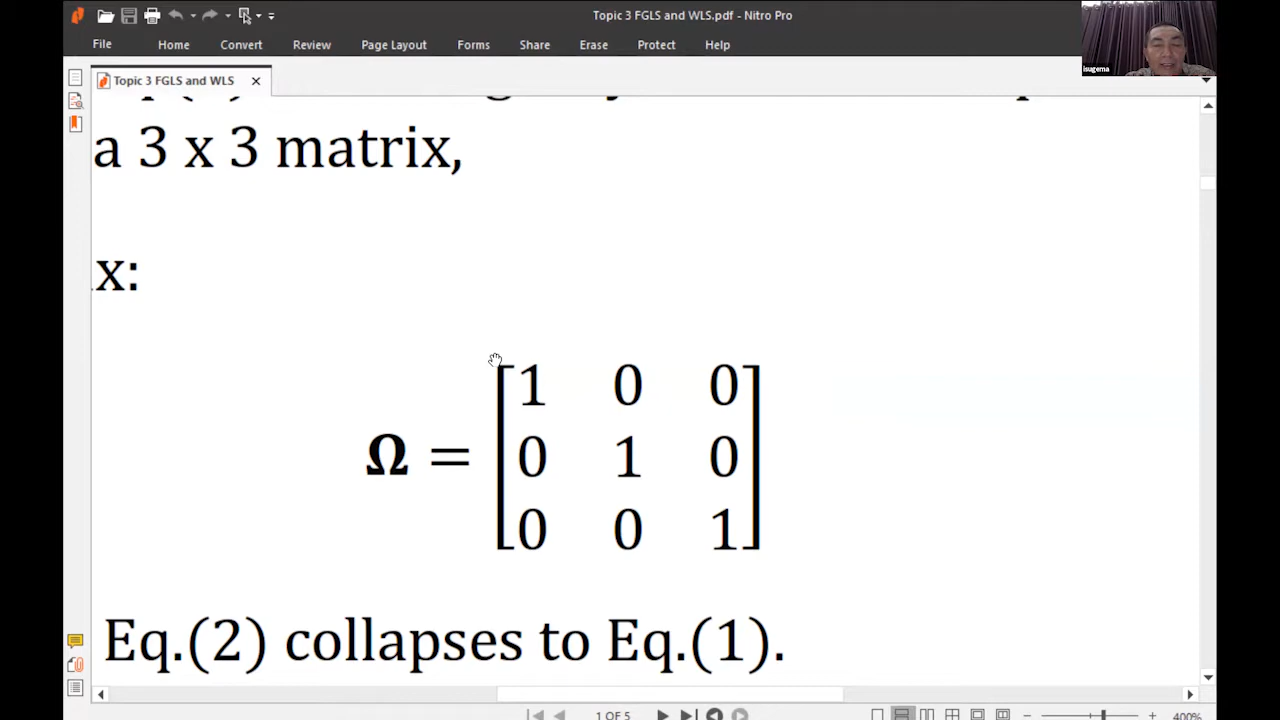 Topic 3 FGLS and WLS.pdf - Nitro Pro
File Home Convert Review Page Layout Forms Share Erase Protect Help
isugema
Topic 3 FGLS and WLS
a 3 x 3 matrix,
x:
Ω = [1 0 0
0 1 0
0 0 1]
Eq.(2) collapses to Eq.(1).
1 OF 5
400%